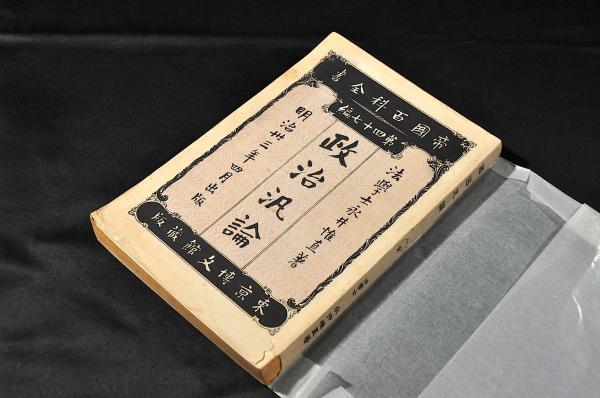 帝國百科全書
第四十七編
法學士永井惟直著
政治汎論
明治卅三年四月出版
東京博文館蔵版